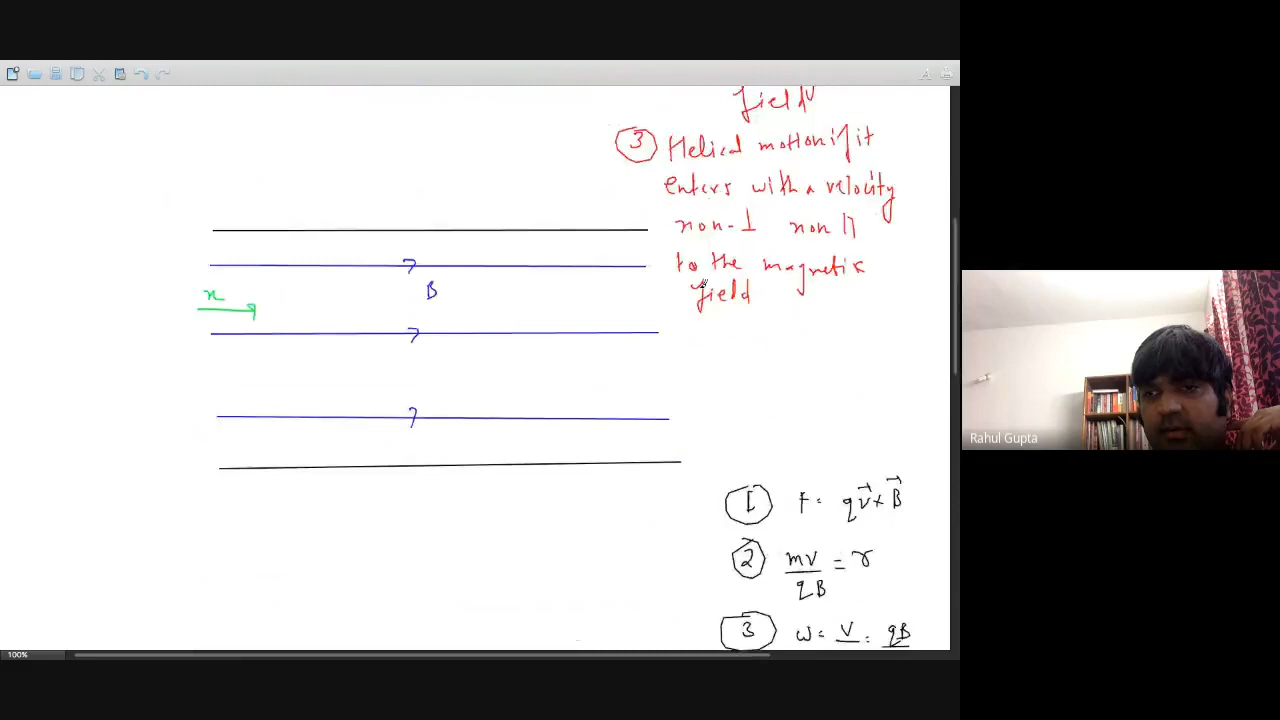 field
3 Helical motion if it
enters with a velocity
non-⊥ non ||
to the magnetic
field
B
x
1 F = qv⃗ × B⃗
2 mv/qB = r
3 ω = v = qB
Rahul Gupta
100%